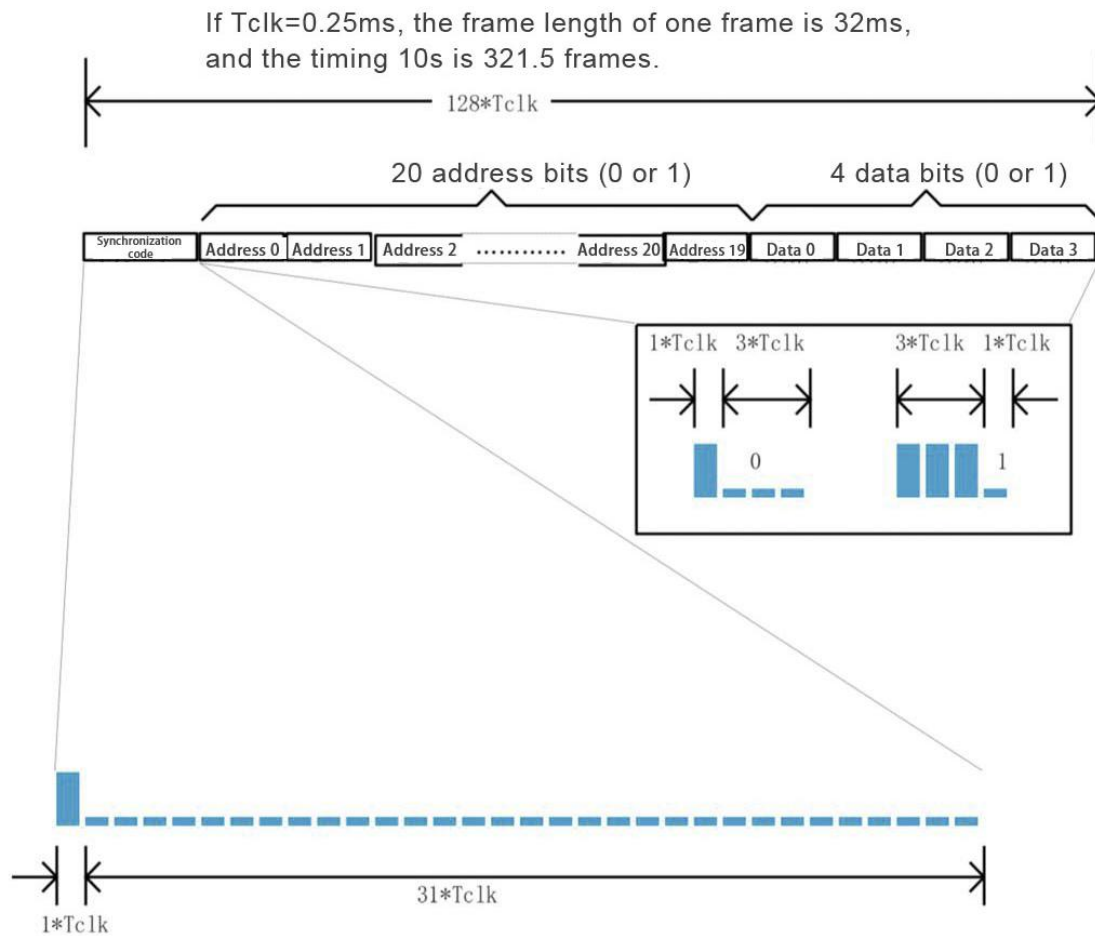 If Tclk=0.25ms, the frame length of one frame is 32ms,
and the timing 10s is 321.5 frames.
128*Tclk
20 address bits (0 or 1) 4 data bits (0 or 1)
Synchronization
code
Address 0 Address 1 Address 2 ............ Address 20 Address 19 Data 0 Data 1 Data 2 Data 3
1*Tclk 3*Tclk 3*Tclk 1*Tclk
0 1
31*Tclk
1*Tclk